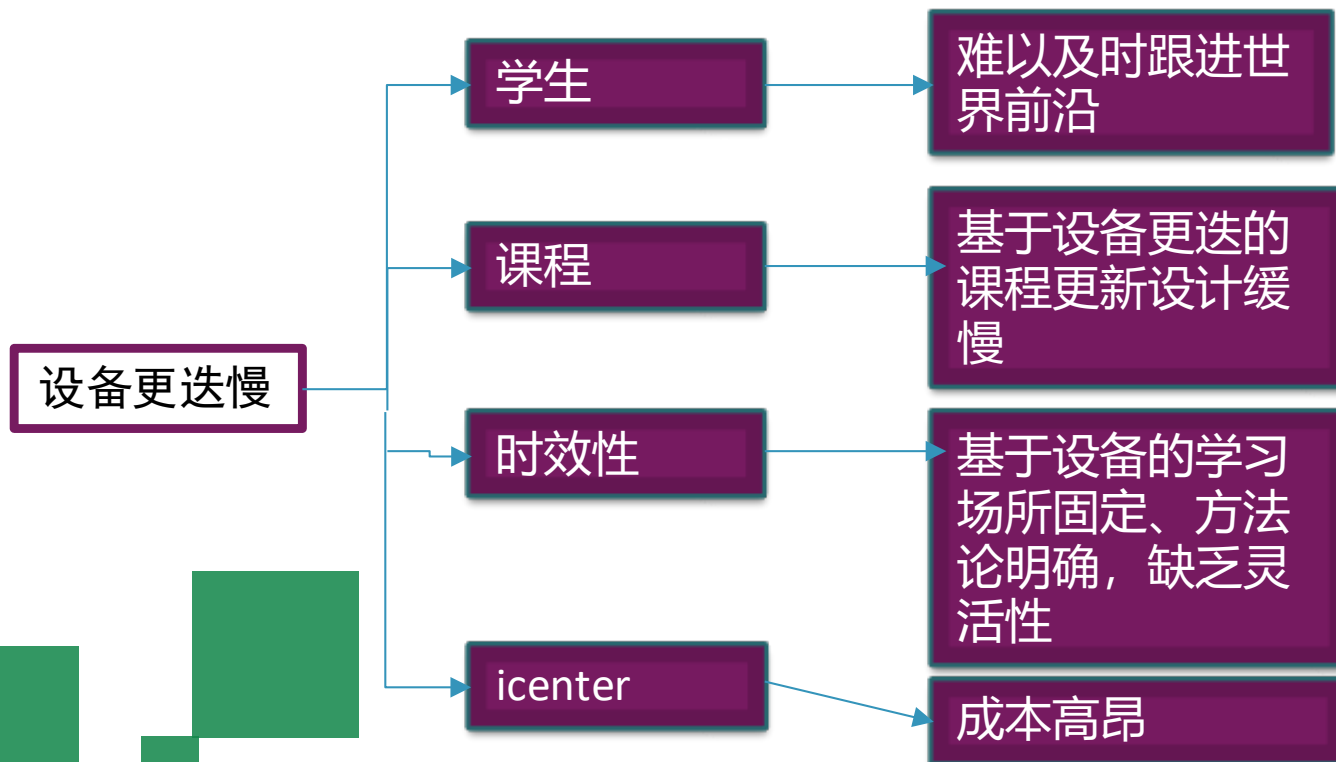 学生
难以及时跟进世
界前沿
课程
基于设备更迭的
课程更新设计缓
慢
设备更迭慢
时效性
基于设备的学习
场所固定、方法
论明确，缺乏灵
活性
icenter
成本高昂